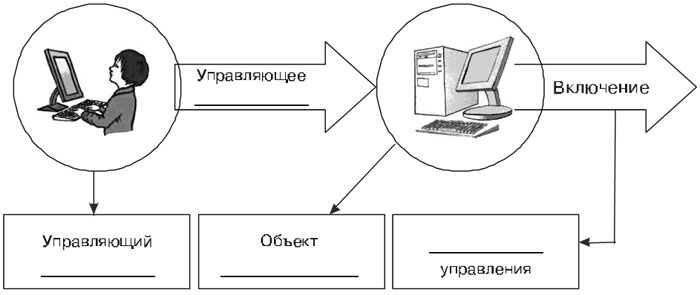 Управляющее
Включение
Управляющий
Объект
управления